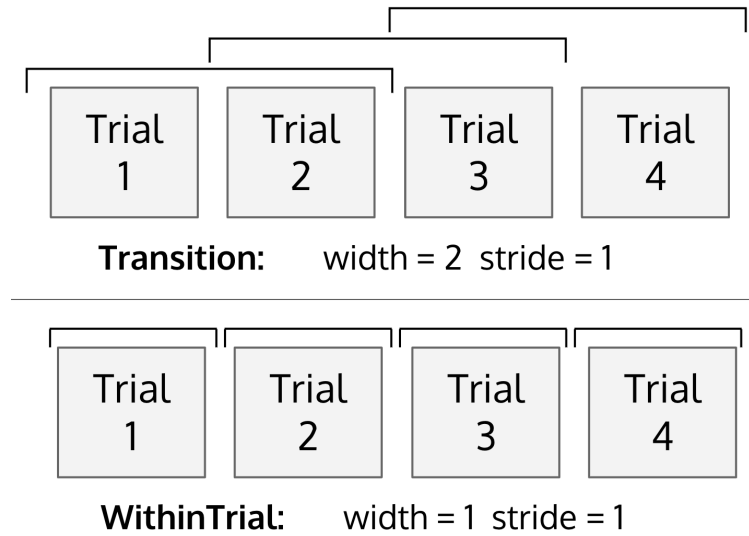 Trial Trial Trial Trial
1 2 3 4
Transition: width = 2 stride = 1
Trial Trial Trial Trial
1 2 3 4
WithinTrial: width = 1 stride = 1